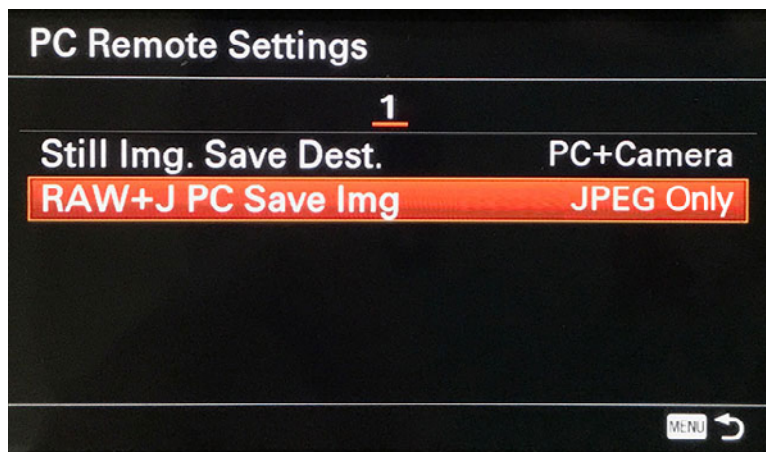 PC Remote Settings
1
Still Img. Save Dest. PC+Camera
RAW+J PC Save Img JPEG Only
MENU